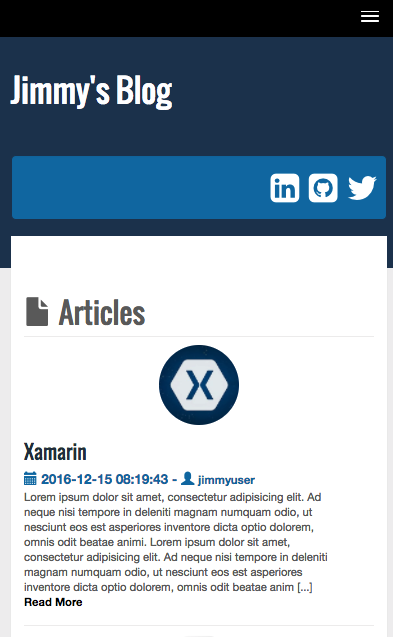 Jimmy's Blog
in
Articles
X
Xamarin
2016-12-15 08:19:43 - jimmyuser
Lorem ipsum dolor sit amet, consectetur adipisicing elit. Ad
neque nisi tempore in deleniti magnam numquam odio, ut
nesciunt eos est asperiores inventore dicta optio dolorem,
omnis odit beatae animi. Lorem ipsum dolor sit amet,
consectetur adipisicing elit. Ad neque nisi tempore in
deleniti magnam numquam odio, ut nesciunt eos est asperiores
inventore dicta optio dolorem, omnis odit beatae anim [...]
Read More